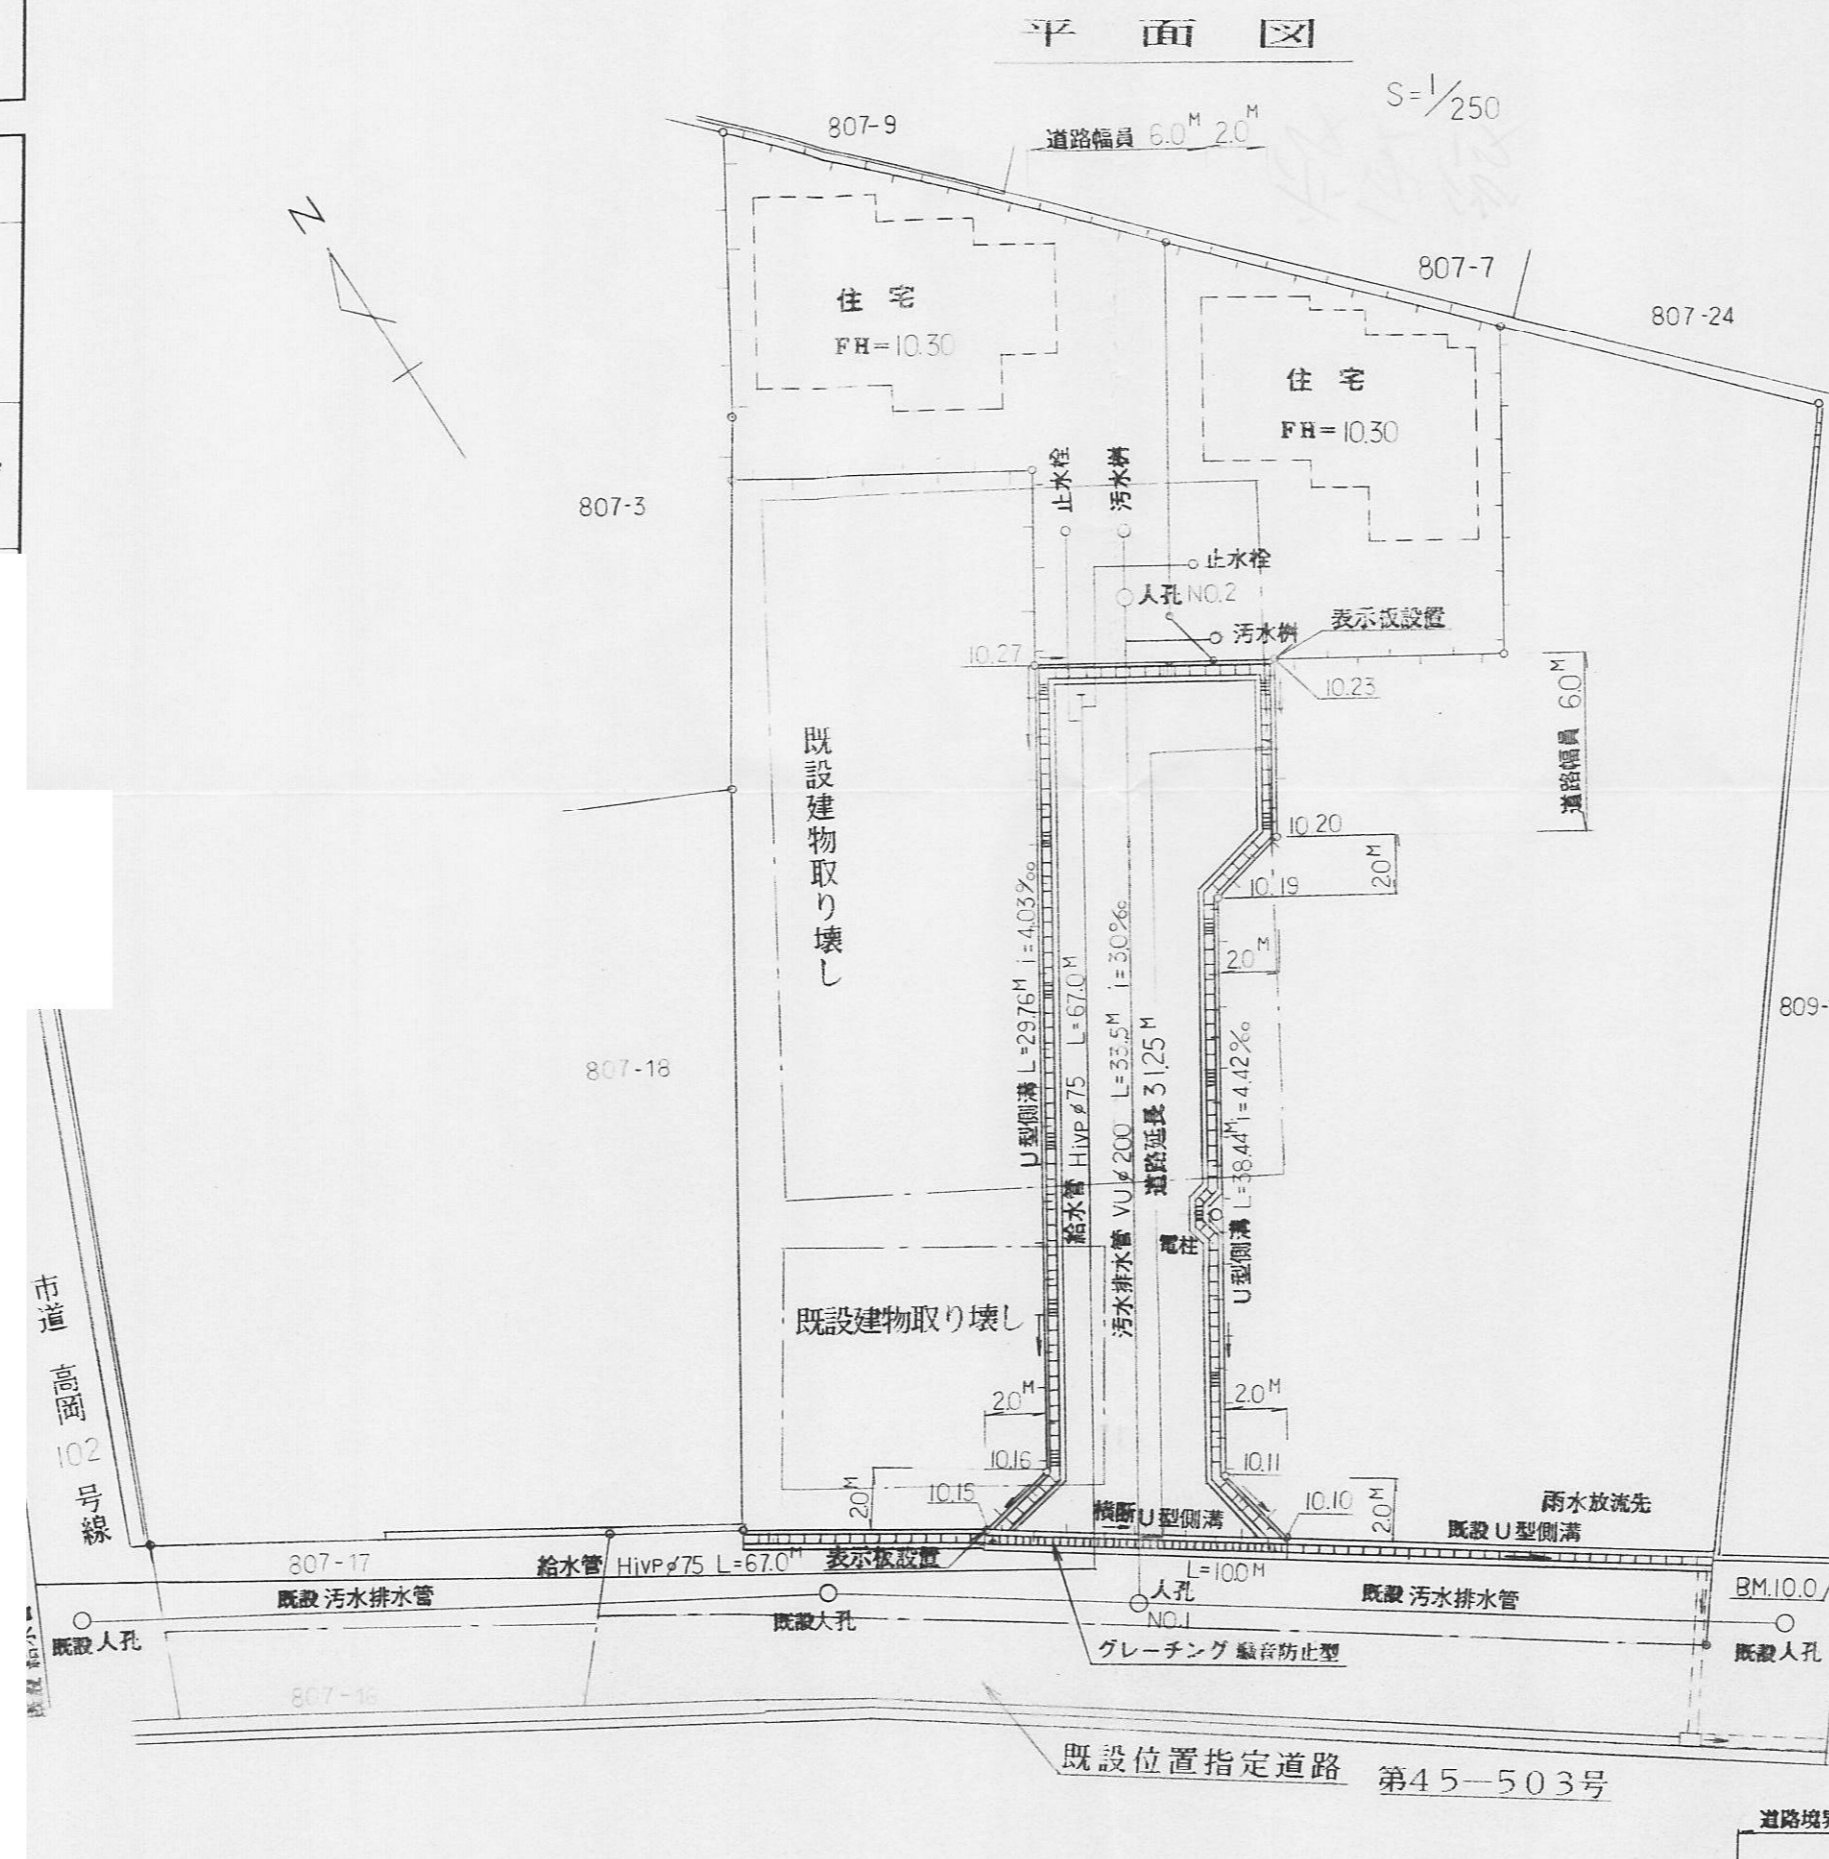 平面図
S=1/250
807-9
道路幅員 6.0M 2.0M
N
807-7
807-24
住宅
FH=10.30
住宅
FH=10.30
止水栓
汚水桝
807-3
止水栓
人孔 NO.2
汚水桝
表示板設置
10.27
10.23
道路幅員 6.0M
既設建物取り壊し
10.20
10.19
2.0M
2.0M
809-
U型側溝 L=29.76M i=4.03‰
給水管 HIVP φ75 L=67.0M
汚水排水管 VU φ200 L=33.5M i=3.0‰
道路延長 31.25M
U型側溝 L=38.44M i=4.42‰
807-18
電柱
既設建物取り壊し
市道 高岡 102 号線
2.0M
2.0M
10.16
10.11
2.0M
10.15
横断U型側溝
10.10
2.0M
雨水放流先
既設U型側溝
807-17
給水管 HIVP φ75 L=67.0M
表示板設置
L=10.0M
既設 汚水排水管
人孔
NO.1
既設 汚水排水管
BM.10.0
既設人孔
既設人孔
既設人孔
グレーチング 騒音防止型
807-16
既設位置指定道路 第45-503号
道路境界